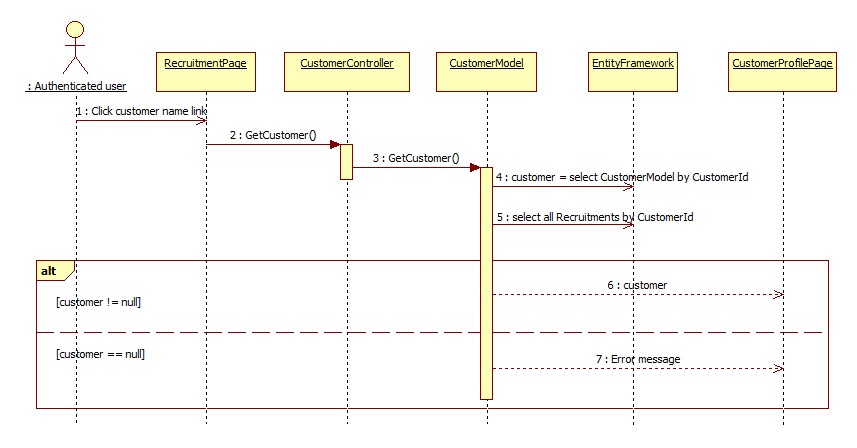 : Authenticated user
RecruitmentPage
CustomerController
CustomerModel
EntityFramework
CustomerProfilePage
1 : Click customer name link
2 : GetCustomer()
3 : GetCustomer()
4 : customer = select CustomerModel by CustomerId
5 : select all Recruitments by CustomerId
alt
6 : customer
[customer != null]
[customer == null]
7 : Error message